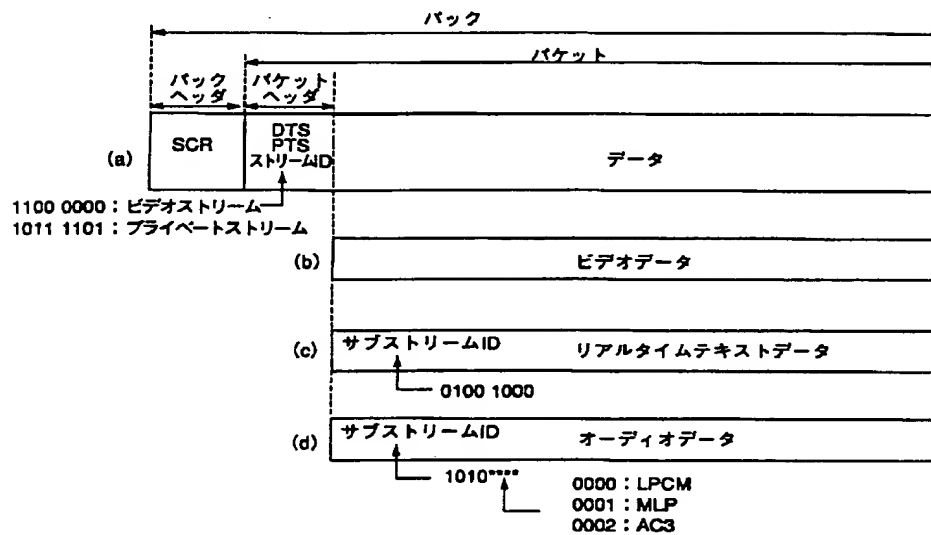 パック
パケット
パック
ヘッダ
パケット
ヘッダ
(a)
SCR
DTS
PTS
ストリームID
データ
1100 0000：ビデオストリーム
1011 1101：プライベートストリーム
(b)
ビデオデータ
(c)
サブストリームID
リアルタイムテキストデータ
0100 1000
(d)
サブストリームID
オーディオデータ
1010****
0000：LPCM
0001：MLP
0002：AC3